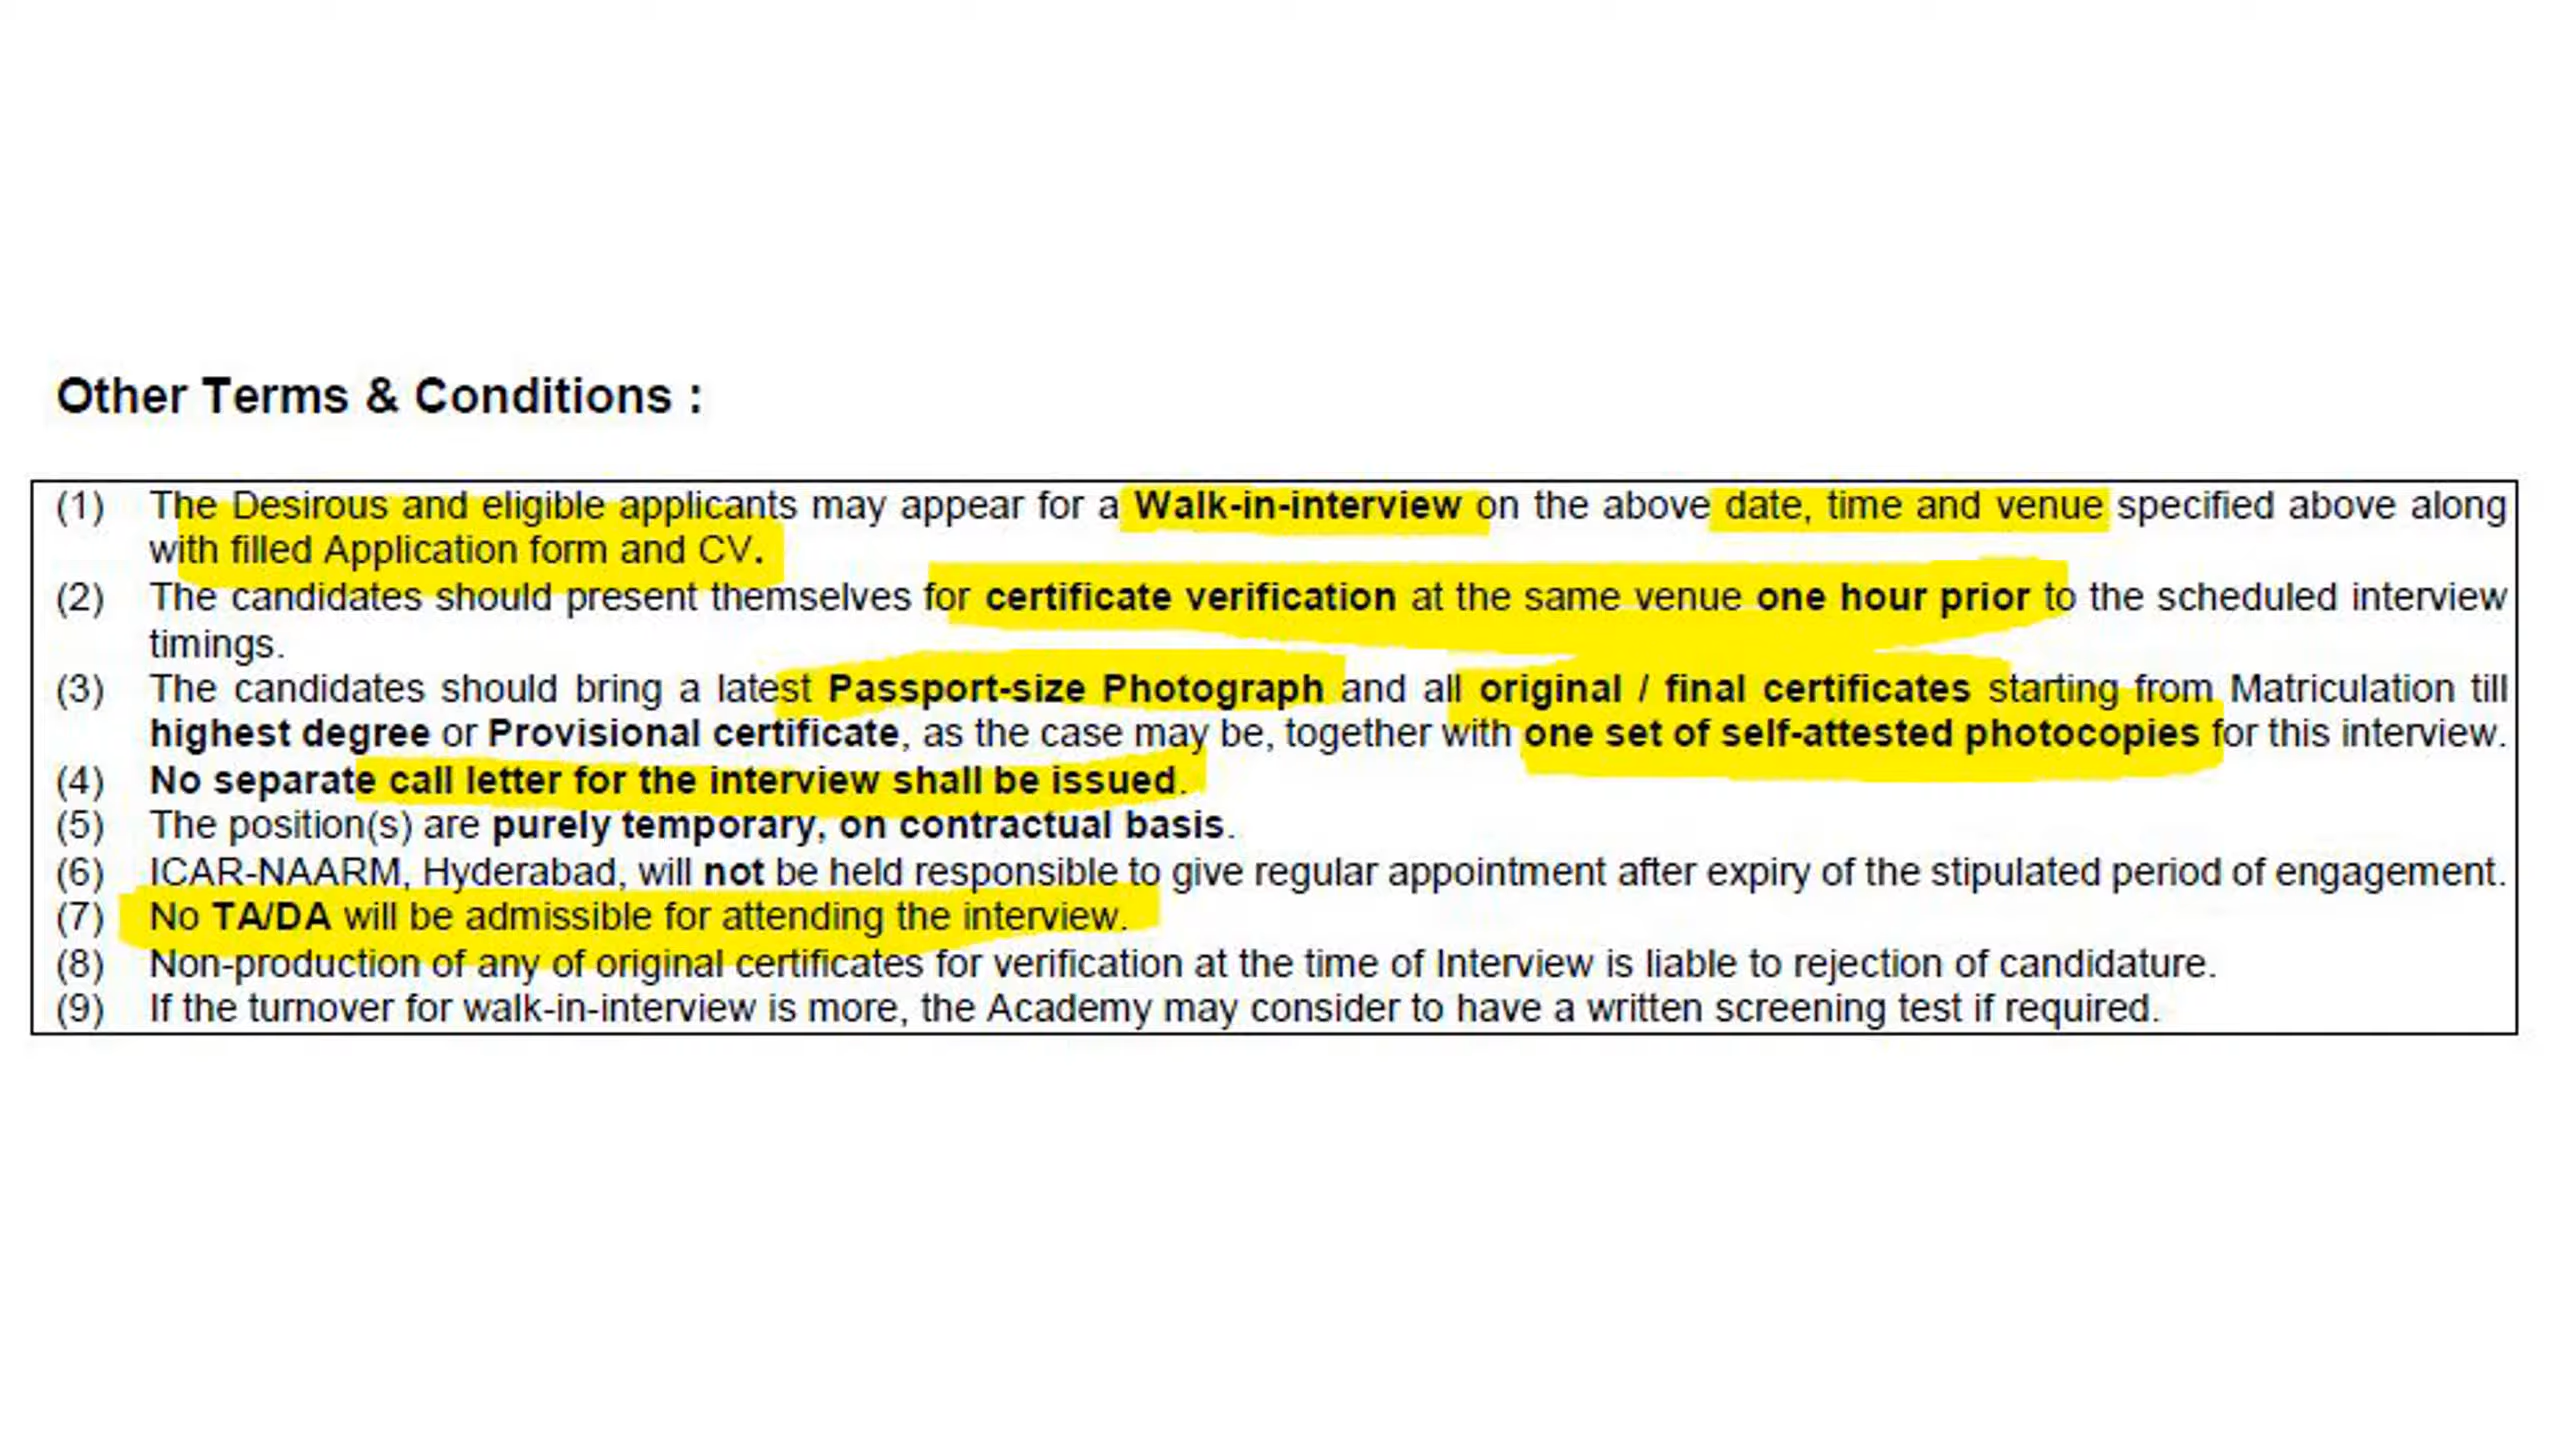 Other Terms & Conditions :
(1) The Desirous and eligible applicants may appear for a Walk-in-interview on the above date, time and venue specified above along
with filled Application form and CV.
(2) The candidates should present themselves for certificate verification at the same venue one hour prior to the scheduled interview
timings.
(3) The candidates should bring a latest Passport-size Photograph and all original / final certificates starting from Matriculation till
highest degree or Provisional certificate, as the case may be, together with one set of self-attested photocopies for this interview.
(4) No separate call letter for the interview shall be issued.
(5) The position(s) are purely temporary, on contractual basis.
(6) ICAR-NAARM, Hyderabad, will not be held responsible to give regular appointment after expiry of the stipulated period of engagement.
(7) No TA/DA will be admissible for attending the interview.
(8) Non-production of any of original certificates for verification at the time of Interview is liable to rejection of candidature.
(9) If the turnover for walk-in-interview is more, the Academy may consider to have a written screening test if required.